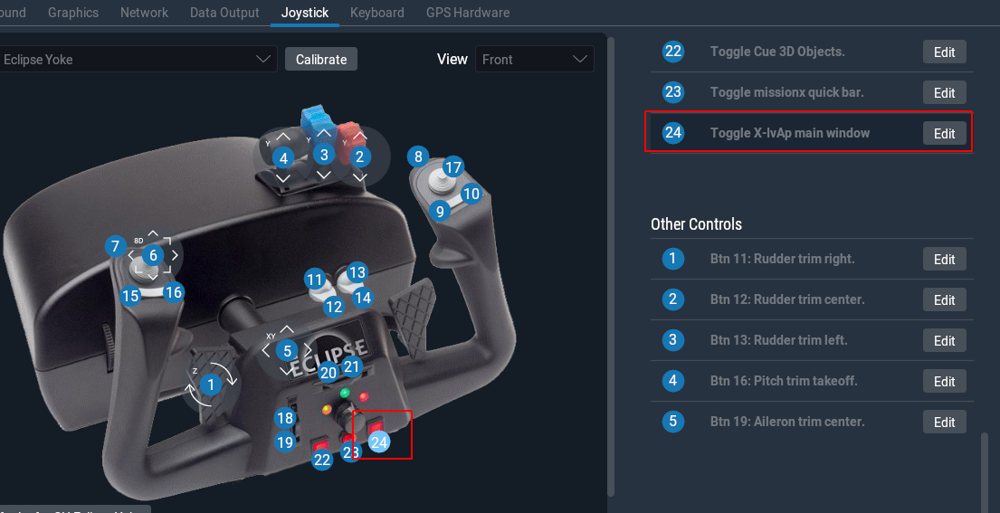 Graphics
Network
Data Output
Joystick
Keyboard
GPS Hardware
Eclipse Yoke
Calibrate
View
Front
Y
4
Y
3
Y
2
8
17
10
9
7
8D
6
15
16
11
13
12
14
XY
5
ECLIPSE
20
21
Z
1
18
19
22
23
24
22 Toggle Cue 3D Objects. Edit
23 Toggle missionx quick bar. Edit
24 Toggle X-IvAp main window Edit
Other Controls
1 Btn 11: Rudder trim right. Edit
2 Btn 12: Rudder trim center. Edit
3 Btn 13: Rudder trim left. Edit
4 Btn 16: Pitch trim takeoff. Edit
5 Btn 19: Aileron trim center. Edit